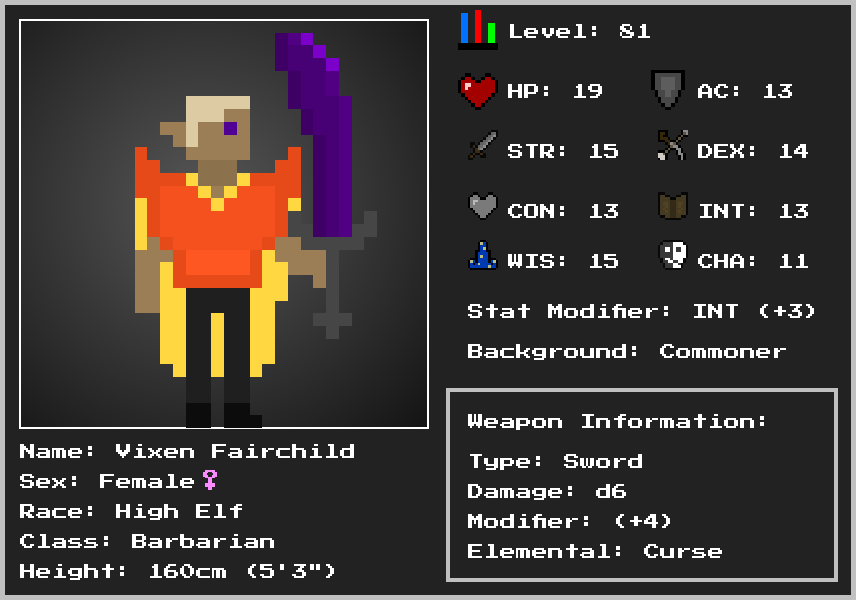 Level: 81
HP: 19
AC: 13
STR: 15
DEX: 14
CON: 13
INT: 13
WIS: 15
CHA: 11
Stat Modifier: INT (+3)
Background: Commoner
Name: Vixen Fairchild
Sex: Female♀
Race: High Elf
Class: Barbarian
Height: 160cm (5'3")
Weapon Information:
Type: Sword
Damage: d6
Modifier: (+4)
Elemental: Curse